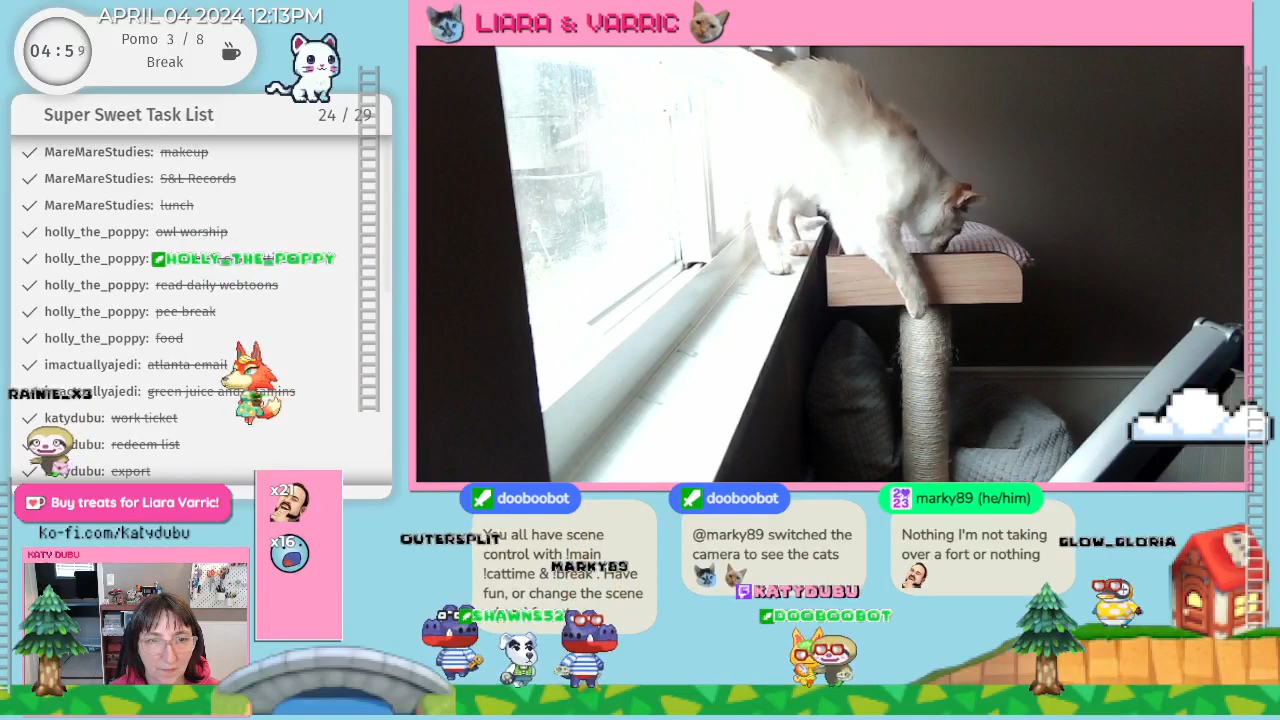 APRIL 04 2024 12:13PM
04:59
Pomo 3 / 8
Break
Super Sweet Task List 24 / 29
MareMareStudies: makeup
MareMareStudies: S&L Records
MareMareStudies: lunch
holly_the_poppy: owl worship
holly_the_poppy:
HOLLY_THE_POPPY
holly_the_poppy: read daily webtoons
holly_the_poppy: pee break
holly_the_poppy: food
imactuallyajedi: atlanta email
green juice and
RAINIE_X3
katydubu: work ticket
redeem list
export
Buy treats for Liara Varric!
Ko-fi.com/Katydubu
KATY DUBU
x21
x16
LIARA & VARRIC
dooboobot
You all have scene
control with !main
!cattime & !break . Have
fun, or change the scene
OUTERSPLIT
MARKY89
SHAWN552
dooboobot
@marky89 switched the
camera to see the cats
KATYDUBU
DOOBOOBOT
marky89 (he/him)
Nothing I'm not taking
over a fort or nothing
GLOW_GLORIA